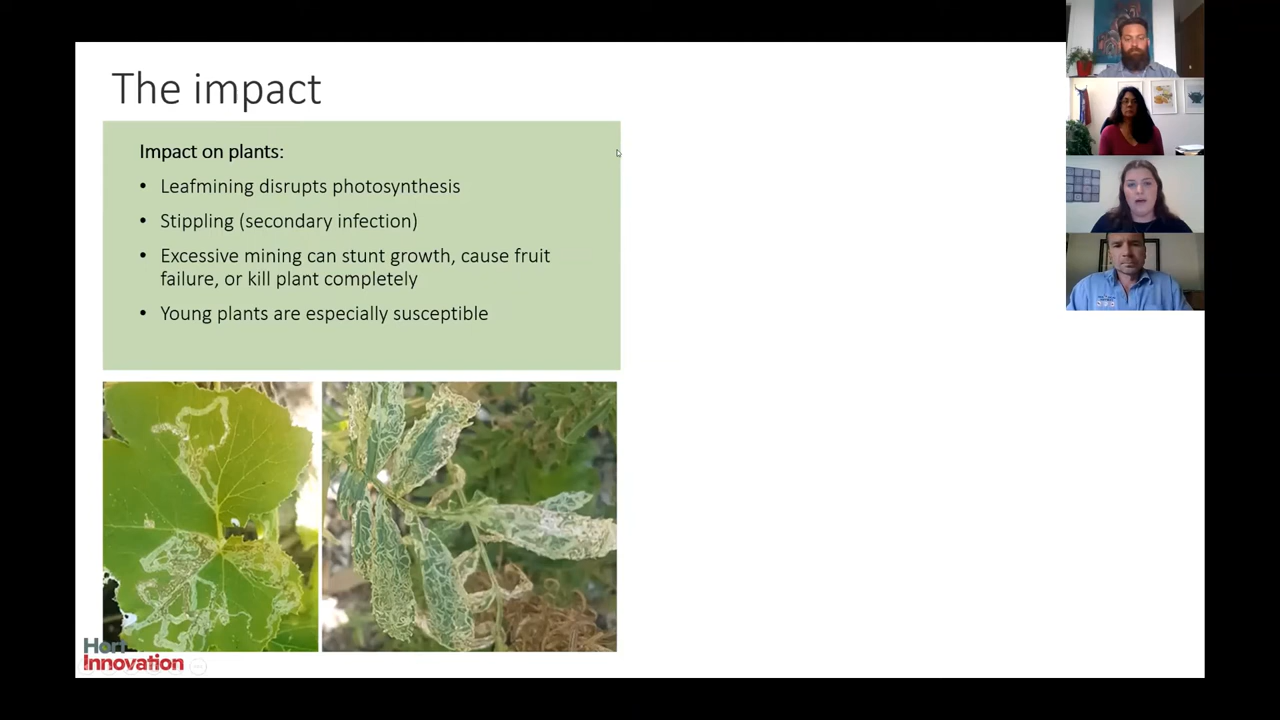 The impact
Impact on plants:
• Leafmining disrupts photosynthesis
• Stippling (secondary infection)
• Excessive mining can stunt growth, cause fruit
failure, or kill plant completely
• Young plants are especially susceptible
Hort
Innovation